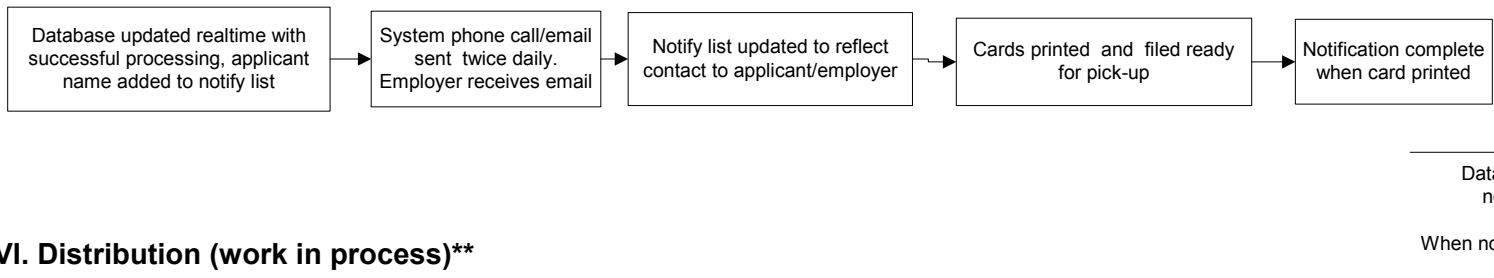 Database updated realtime with
successful processing, applicant
name added to notify list
System phone call/email
sent twice daily.
Employer receives email
Notify list updated to reflect
contact to applicant/employer
Cards printed and filed ready
for pick-up
Notification complete
when card printed
When
VI. Distribution (work in process)**